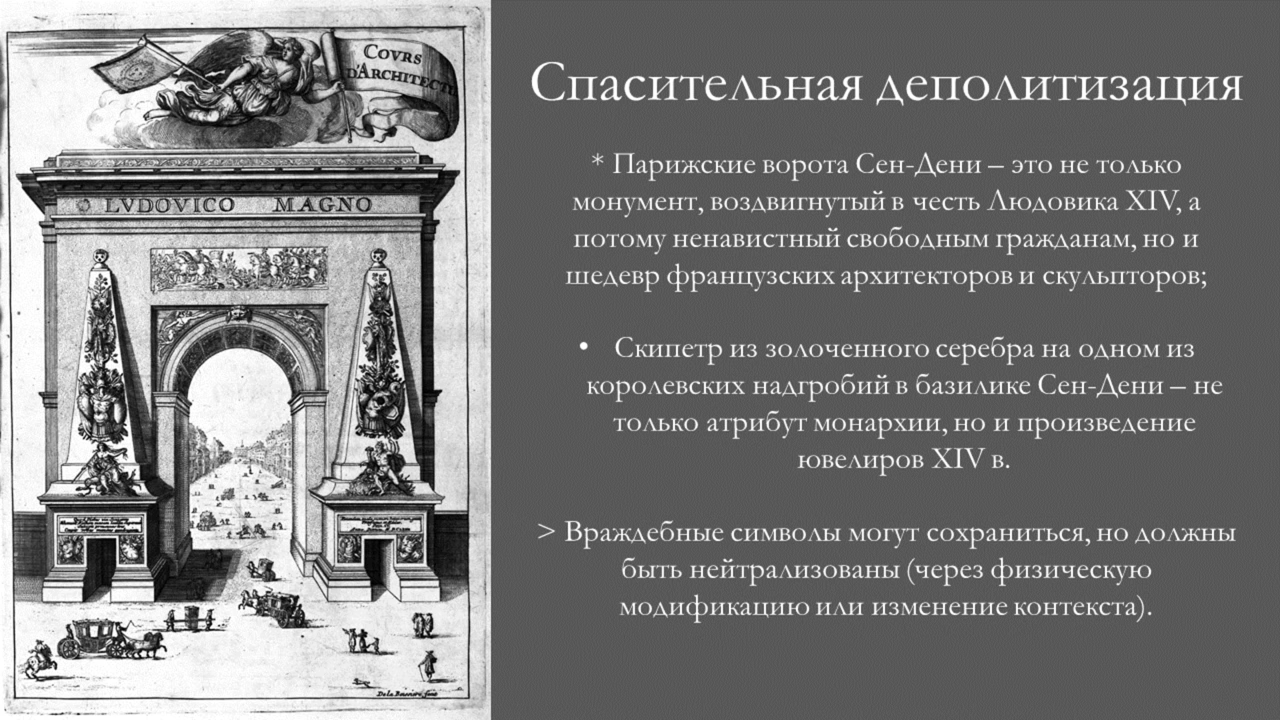 COVRS
D'ARCHITECT
LVDOVICO MAGNO
Спасительная деполитизация
* Парижские ворота Сен-Дени – это не только
монумент, воздвигнутый в честь Людовика XIV, а
потому ненавистный свободным гражданам, но и
шедевр французских архитекторов и скульпторов;
• Скипетр из золоченного серебра на одном из
королевских надгробий в базилике Сен-Дени – не
только атрибут монархии, но и произведение
ювелиров XIV в.
> Враждебные символы могут сохраниться, но должны
быть нейтрализованы (через физическую
модификацию или изменение контекста).